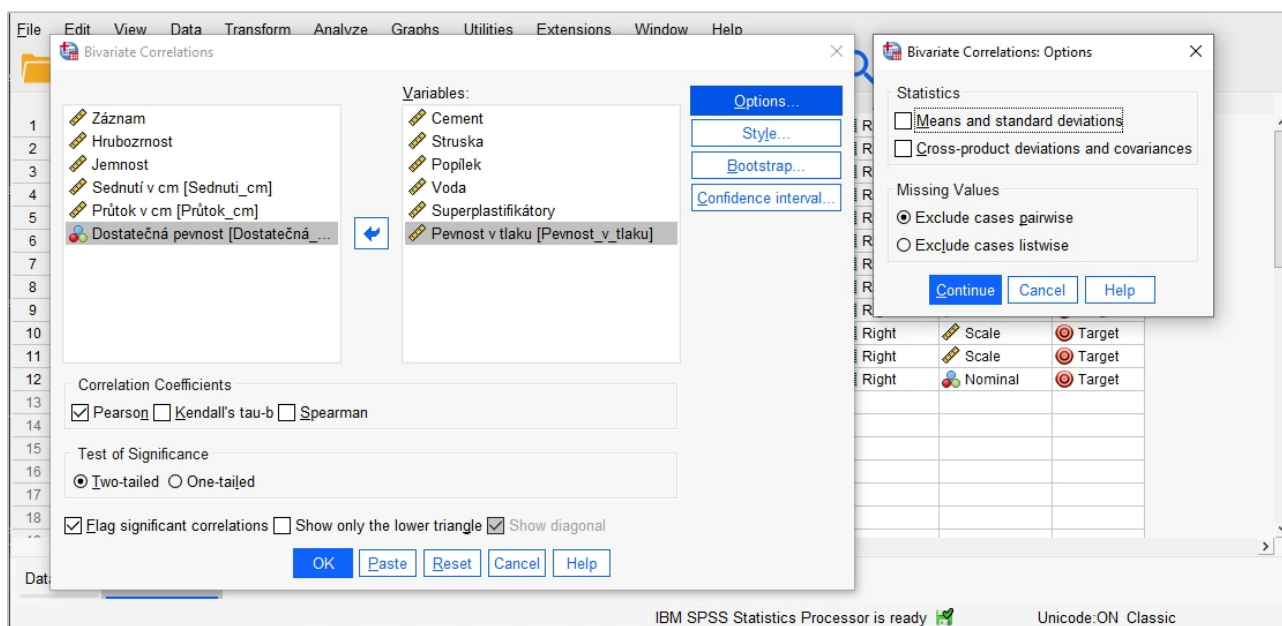 File Edit View Data Transform Analyze Graphs Utilities Extensions Window Help
Bivariate Correlations
Záznam
Hrubozrnost
Jemnost
Sednutí v cm [Sednuti_cm]
Průtok v cm [Průtok_cm]
Dostatečná pevnost [Dostatečná_...
Variables:
Cement
Struska
Popílek
Voda
Superplastifikátory
Pevnost v tlaku [Pevnost_v_tlaku]
Options...
Style...
Bootstrap...
Confidence interval...
Correlation Coefficients
Pearson Kendall's tau-b Spearman
Test of Significance
Two-tailed One-tailed
Flag significant correlations Show only the lower triangle Show diagonal
OK Paste Reset Cancel Help
Bivariate Correlations: Options
Statistics
Means and standard deviations
Cross-product deviations and covariances
Missing Values
Exclude cases pairwise
Exclude cases listwise
Continue Cancel Help
1 R
2 R
3 R
4 R
5 R
6 R
7 R
8 R
9 R
10 Right Scale Target
11 Right Scale Target
12 Right Nominal Target
13
14
15
16
17
18
Dat
IBM SPSS Statistics Processor is ready Unicode:ON Classic